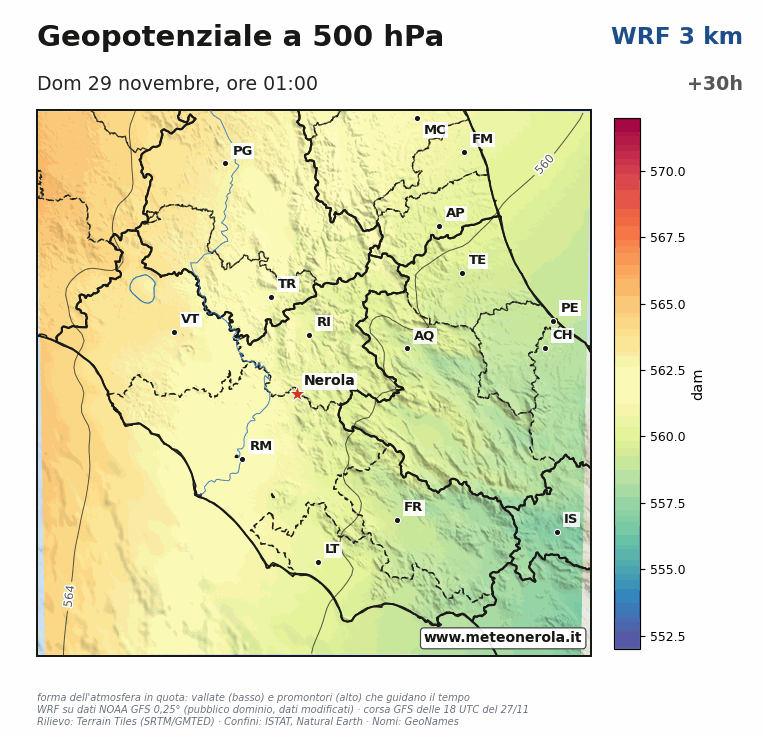 Geopotenziale a 500 hPa
WRF 3 km
Dom 29 novembre, ore 01:00
+30h
MC
FM
PG
560
AP
TE
TR
PE
VT
RI
AQ
CH
Nerola
RM
FR
IS
LT
564
www.meteonerola.it
570.0
567.5
565.0
562.5
560.0
557.5
555.0
552.5
dam
forma dell'atmosfera in quota: vallate (basso) e promontori (alto) che guidano il tempo
WRF su dati NOAA GFS 0,25° (pubblico dominio, dati modificati) · corsa GFS delle 18 UTC del 27/11
Rilievo: Terrain Tiles (SRTM/GMTED) · Confini: ISTAT, Natural Earth · Nomi: GeoNames